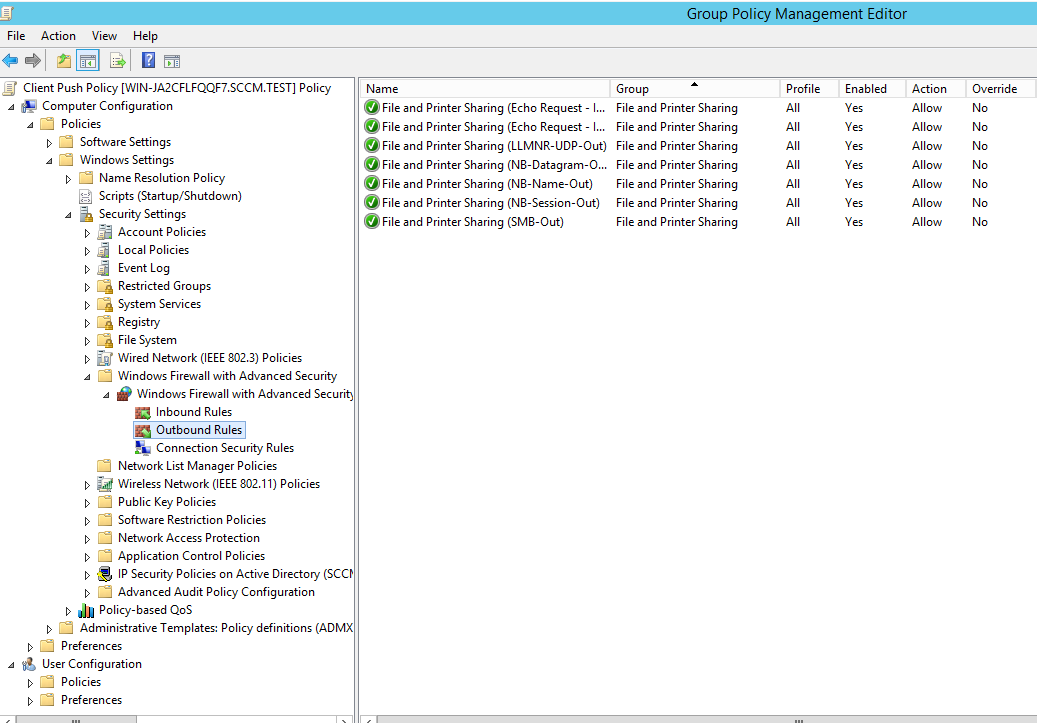 Group Policy Management Editor
File Action View Help
Client Push Policy [WIN-JA2CFLFQQF7.SCCM.TEST] Policy
Computer Configuration
Policies
Software Settings
Windows Settings
Name Resolution Policy
Scripts (Startup/Shutdown)
Security Settings
Account Policies
Local Policies
Event Log
Restricted Groups
System Services
Registry
File System
Wired Network (IEEE 802.3) Policies
Windows Firewall with Advanced Security
Windows Firewall with Advanced Security
Inbound Rules
Outbound Rules
Connection Security Rules
Network List Manager Policies
Wireless Network (IEEE 802.11) Policies
Public Key Policies
Software Restriction Policies
Network Access Protection
Application Control Policies
IP Security Policies on Active Directory (SCCM
Advanced Audit Policy Configuration
Policy-based QoS
Administrative Templates: Policy definitions (ADMX
Preferences
User Configuration
Policies
Preferences
Name Group Profile Enabled Action Override
File and Printer Sharing (Echo Request - I... File and Printer Sharing All Yes Allow No
File and Printer Sharing (Echo Request - I... File and Printer Sharing All Yes Allow No
File and Printer Sharing (LLMNR-UDP-Out) File and Printer Sharing All Yes Allow No
File and Printer Sharing (NB-Datagram-O... File and Printer Sharing All Yes Allow No
File and Printer Sharing (NB-Name-Out) File and Printer Sharing All Yes Allow No
File and Printer Sharing (NB-Session-Out) File and Printer Sharing All Yes Allow No
File and Printer Sharing (SMB-Out) File and Printer Sharing All Yes Allow No